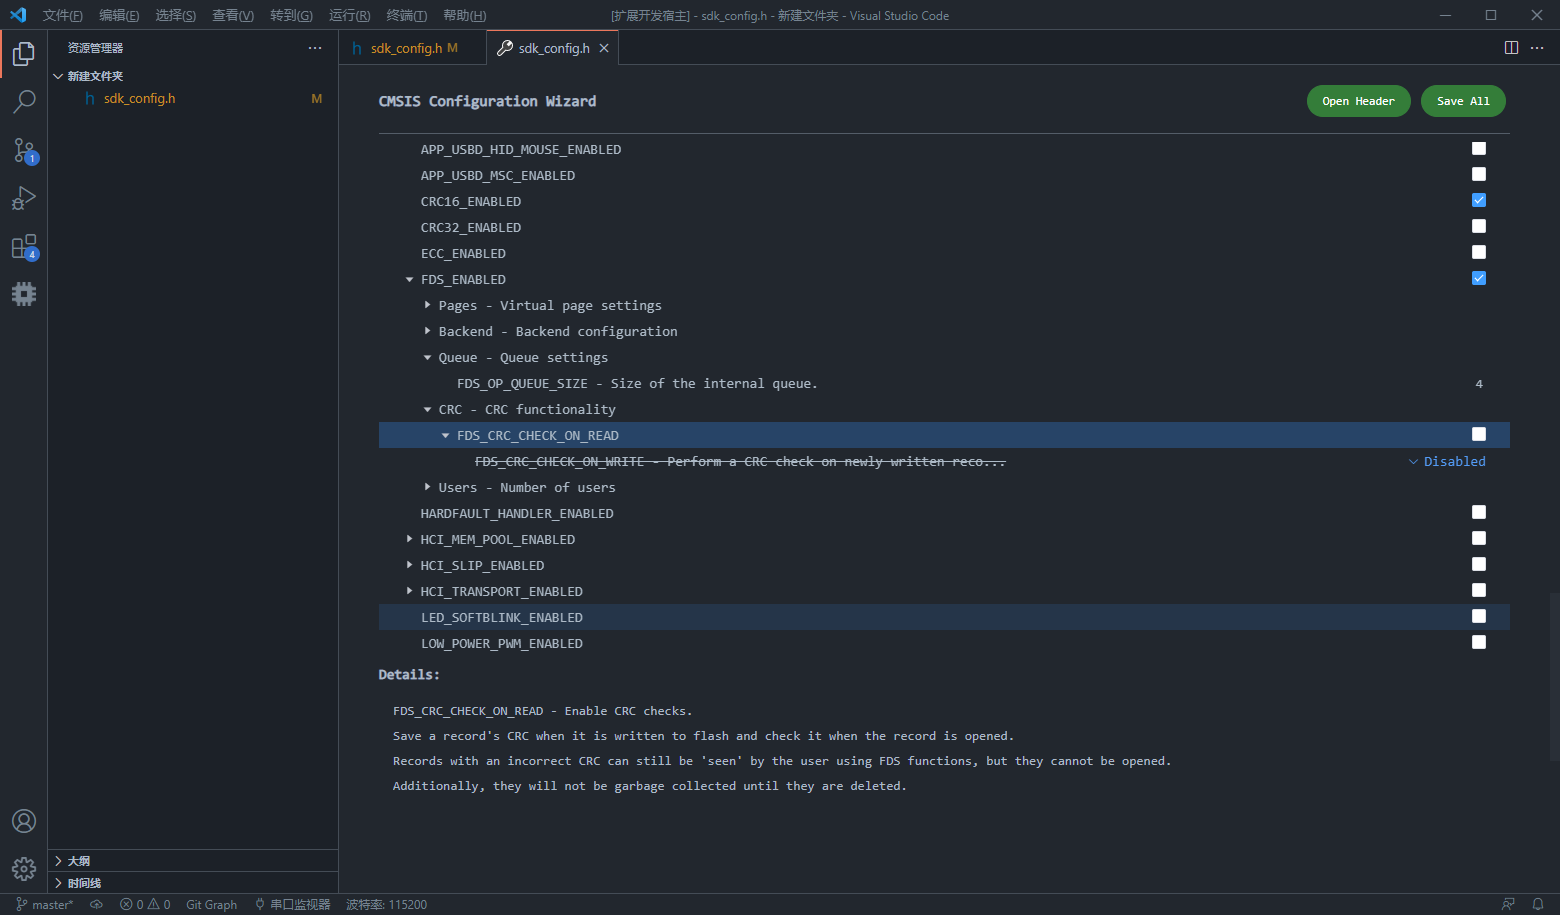 文件(F) 编辑(E) 选择(S) 查看(V) 转到(G) 运行(R) 终端(T) 帮助(H) [扩展开发宿主] - sdk_config.h - 新建文件夹 - Visual Studio Code
资源管理器
新建文件夹
h sdk_config.h M
h sdk_config.h M
sdk_config.h
1
4
大纲
时间线
CMSIS Configuration Wizard
Open Header
Save All
APP_USBD_HID_MOUSE_ENABLED
APP_USBD_MSC_ENABLED
CRC16_ENABLED
CRC32_ENABLED
ECC_ENABLED
FDS_ENABLED
Pages - Virtual page settings
Backend - Backend configuration
Queue - Queue settings
FDS_OP_QUEUE_SIZE - Size of the internal queue. 4
CRC - CRC functionality
FDS_CRC_CHECK_ON_READ
FDS_CRC_CHECK_ON_WRITE - Perform a CRC check on newly written reco... Disabled
Users - Number of users
HARDFAULT_HANDLER_ENABLED
HCI_MEM_POOL_ENABLED
HCI_SLIP_ENABLED
HCI_TRANSPORT_ENABLED
LED_SOFTBLINK_ENABLED
LOW_POWER_PWM_ENABLED
Details:
FDS_CRC_CHECK_ON_READ - Enable CRC checks.
Save a record's CRC when it is written to flash and check it when the record is opened.
Records with an incorrect CRC can still be 'seen' by the user using FDS functions, but they cannot be opened.
Additionally, they will not be garbage collected until they are deleted.
master* 0 0 Git Graph 串口监视器 波特率: 115200